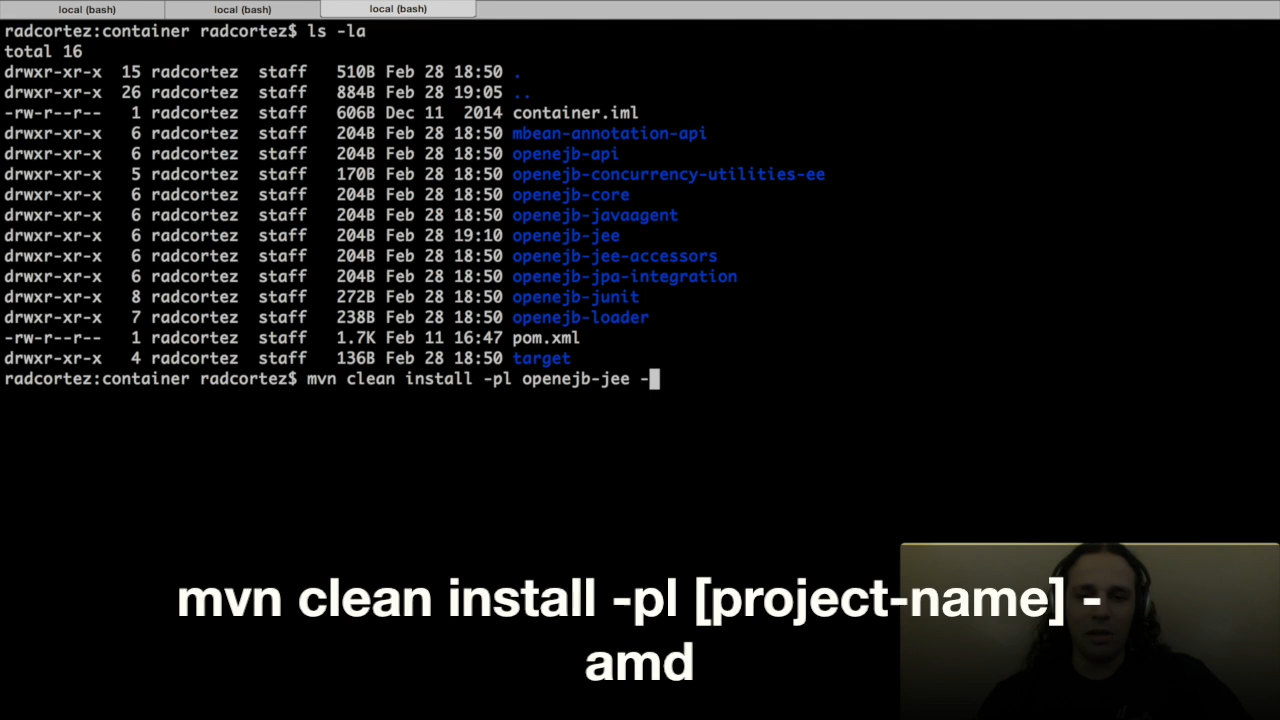 local (bash) local (bash) local (bash)
radcortez:container radcortez$ ls -la
total 16
drwxr-xr-x 15 radcortez staff 510B Feb 28 18:50 .
drwxr-xr-x 26 radcortez staff 884B Feb 28 19:05 ..
-rw-r--r-- 1 radcortez staff 606B Dec 11 2014 container.iml
drwxr-xr-x 6 radcortez staff 204B Feb 28 18:50 mbean-annotation-api
drwxr-xr-x 6 radcortez staff 204B Feb 28 18:50 openejb-api
drwxr-xr-x 5 radcortez staff 170B Feb 28 18:50 openejb-concurrency-utilities-ee
drwxr-xr-x 6 radcortez staff 204B Feb 28 18:50 openejb-core
drwxr-xr-x 6 radcortez staff 204B Feb 28 18:50 openejb-javaagent
drwxr-xr-x 6 radcortez staff 204B Feb 28 19:10 openejb-jee
drwxr-xr-x 6 radcortez staff 204B Feb 28 18:50 openejb-jee-accessors
drwxr-xr-x 6 radcortez staff 204B Feb 28 18:50 openejb-jpa-integration
drwxr-xr-x 8 radcortez staff 272B Feb 28 18:50 openejb-junit
drwxr-xr-x 7 radcortez staff 238B Feb 28 18:50 openejb-loader
-rw-r--r-- 1 radcortez staff 1.7K Feb 11 16:47 pom.xml
drwxr-xr-x 4 radcortez staff 136B Feb 28 18:50 target
radcortez:container radcortez$ mvn clean install -pl openejb-jee -
mvn clean install -pl [project-name] -
amd